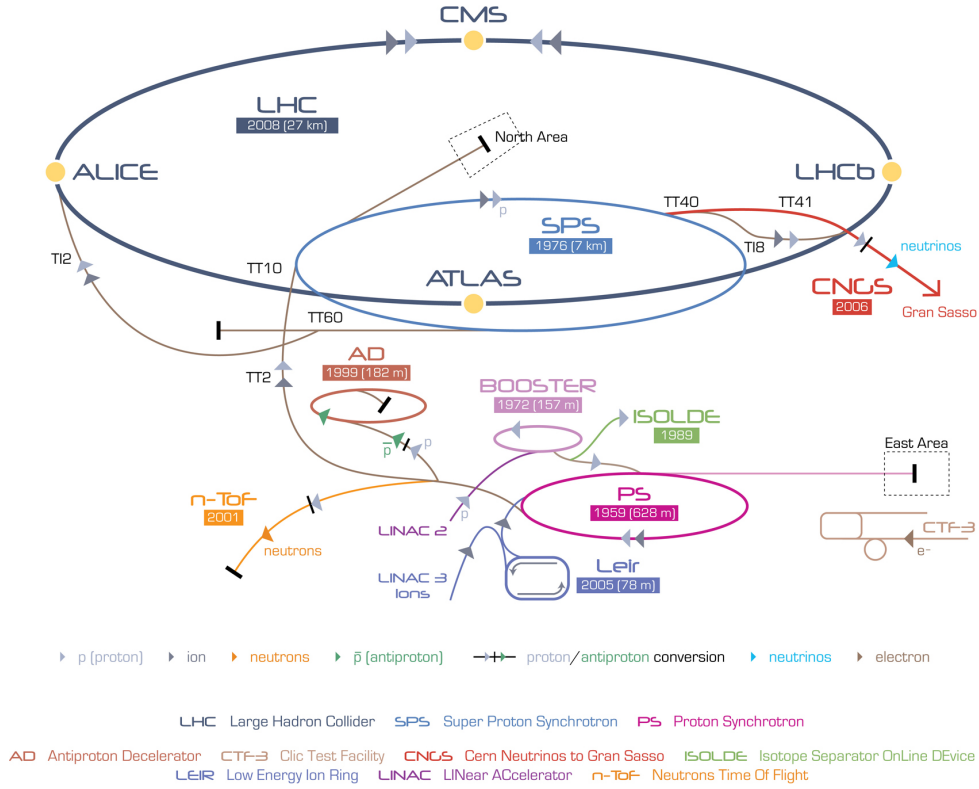 CMS
LHC
2008 (27 km)
North Area
ALICE
LHCb
TT40
TT41
p
SPS
1976 (7 km)
TI8
neutrinos
TI2
TT10
ATLAS
CNGS
2006
Gran Sasso
TT60
AD
1999 (182 m)
TT2
BOOSTER
1972 (157 m)
ISOLDE
1989
p̅
p
East Area
n-ToF
2001
LINAC 2
p
PS
1959 (628 m)
neutrons
CTF-3
e-
LINAC 3
Ions
Leir
2005 (78 m)
p (proton)
ion
neutrons
p̅ (antiproton)
proton/antiproton conversion
neutrinos
electron
LHC Large Hadron Collider SPS Super Proton Synchrotron PS Proton Synchrotron
AD Antiproton Decelerator CTF-3 Clic Test Facility CNGS Cern Neutrinos to Gran Sasso ISOLDE Isotope Separator OnLine DEvice
LEIR Low Energy Ion Ring LINAC LINear ACcelerator n-ToF Neutrons Time Of Flight